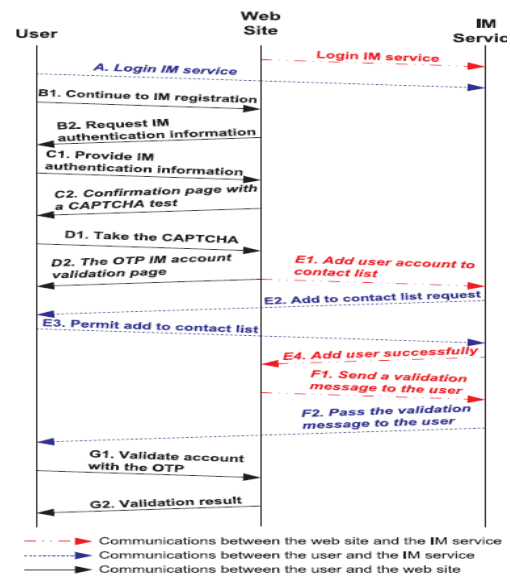 User
Web
Site
IM
Service
Login IM service
A. Login IM service
B1. Continue to IM registration
B2. Request IM
authentication information
C1. Provide IM
authentication information
C2. Confirmation page with
a CAPTCHA test
D1. Take the CAPTCHA
D2. The OTP IM account
validation page
E1. Add user account to
contact list
E2. Add to contact list request
E3. Permit add to contact list
E4. Add user successfully
F1. Send a validation
message to the user
F2. Pass the validation
message to the user
G1. Validate account
with the OTP
G2. Validation result
Communications between the web site and the IM service
Communications between the user and the IM service
Communications between the user and the web site